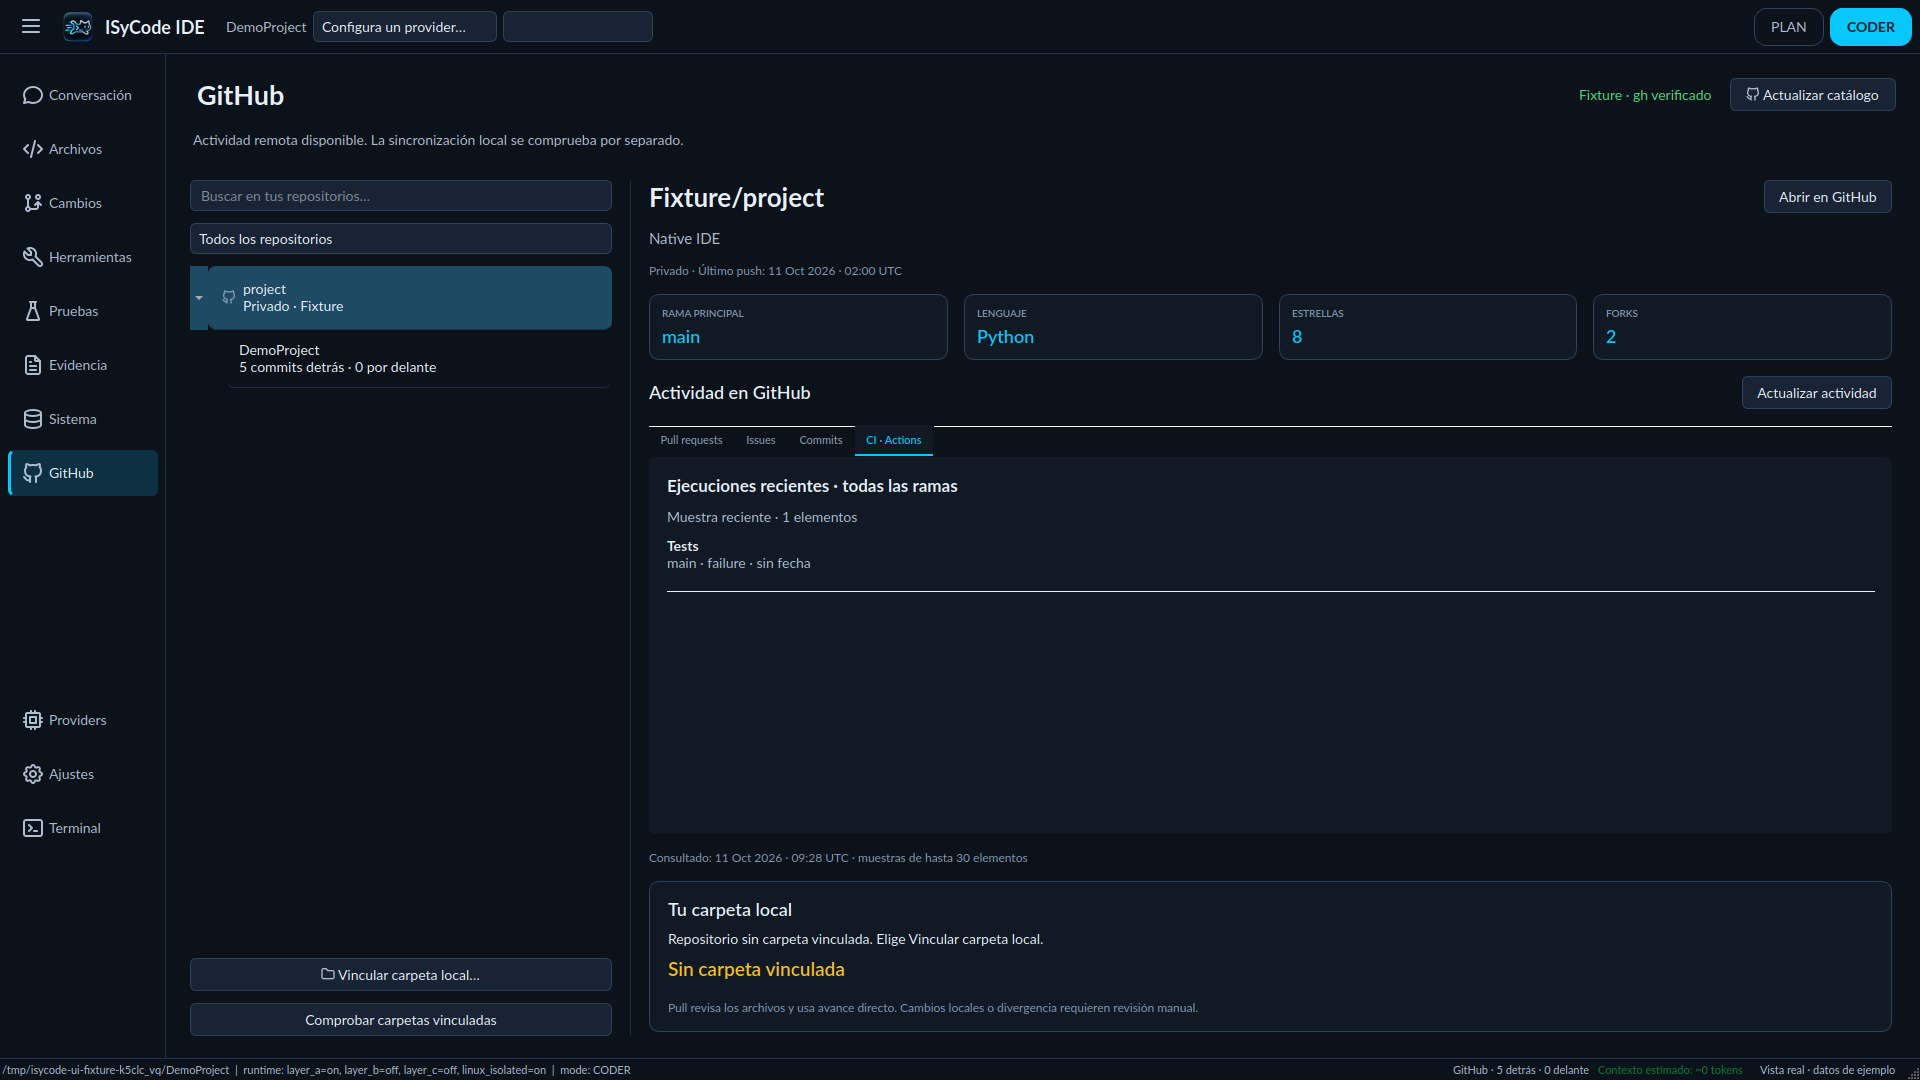 ISyCode IDE
DemoProject
Configura un provider...
PLAN
CODER
Conversación
Archivos
Cambios
Herramientas
Pruebas
Evidencia
Sistema
GitHub
Providers
Ajustes
Terminal
GitHub
Fixture · gh verificado
Actualizar catálogo
Actividad remota disponible. La sincronización local se comprueba por separado.
Buscar en tus repositorios...
Todos los repositorios
project
Privado · Fixture
DemoProject
5 commits detrás · 0 por delante
Vincular carpeta local...
Comprobar carpetas vinculadas
Fixture/project
Abrir en GitHub
Native IDE
Privado · Último push: 11 Oct 2026 · 02:00 UTC
RAMA PRINCIPAL
main
LENGUAJE
Python
ESTRELLAS
8
FORKS
2
Actividad en GitHub
Actualizar actividad
Pull requests
Issues
Commits
CI · Actions
Ejecuciones recientes · todas las ramas
Muestra reciente · 1 elementos
Tests
main · failure · sin fecha
Consultado: 11 Oct 2026 · 09:28 UTC · muestras de hasta 30 elementos
Tu carpeta local
Repositorio sin carpeta vinculada. Elige Vincular carpeta local.
Sin carpeta vinculada
Pull revisa los archivos y usa avance directo. Cambios locales o divergencia requieren revisión manual.
/tmp/isycode-ui-fixture-k5clc_vq/DemoProject | runtime: layer_a=on, layer_b=off, layer_c=off, linux_isolated=on | mode: CODER
GitHub · 5 detrás · 0 delante
Contexto estimado: ~0 tokens
Vista real · datos de ejemplo